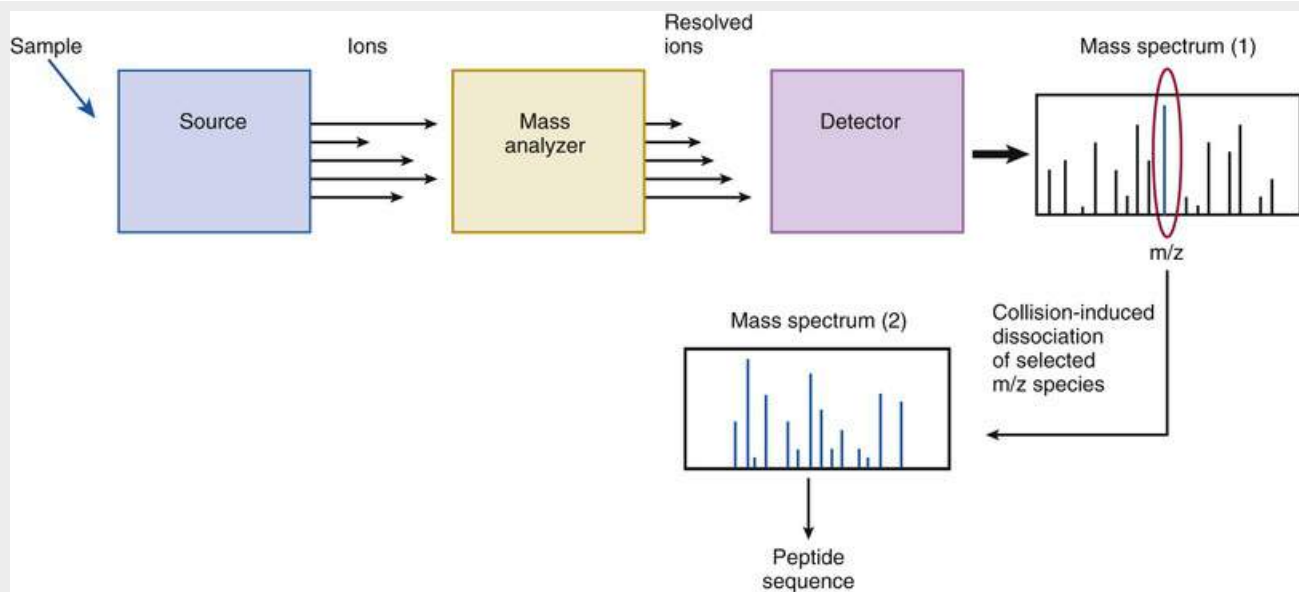 Sample
Ions
Resolved
ions
Mass spectrum (1)
Source
Mass
analyzer
Detector
m/z
Mass spectrum (2)
Collision-induced
dissociation
of selected
m/z species
Peptide
sequence